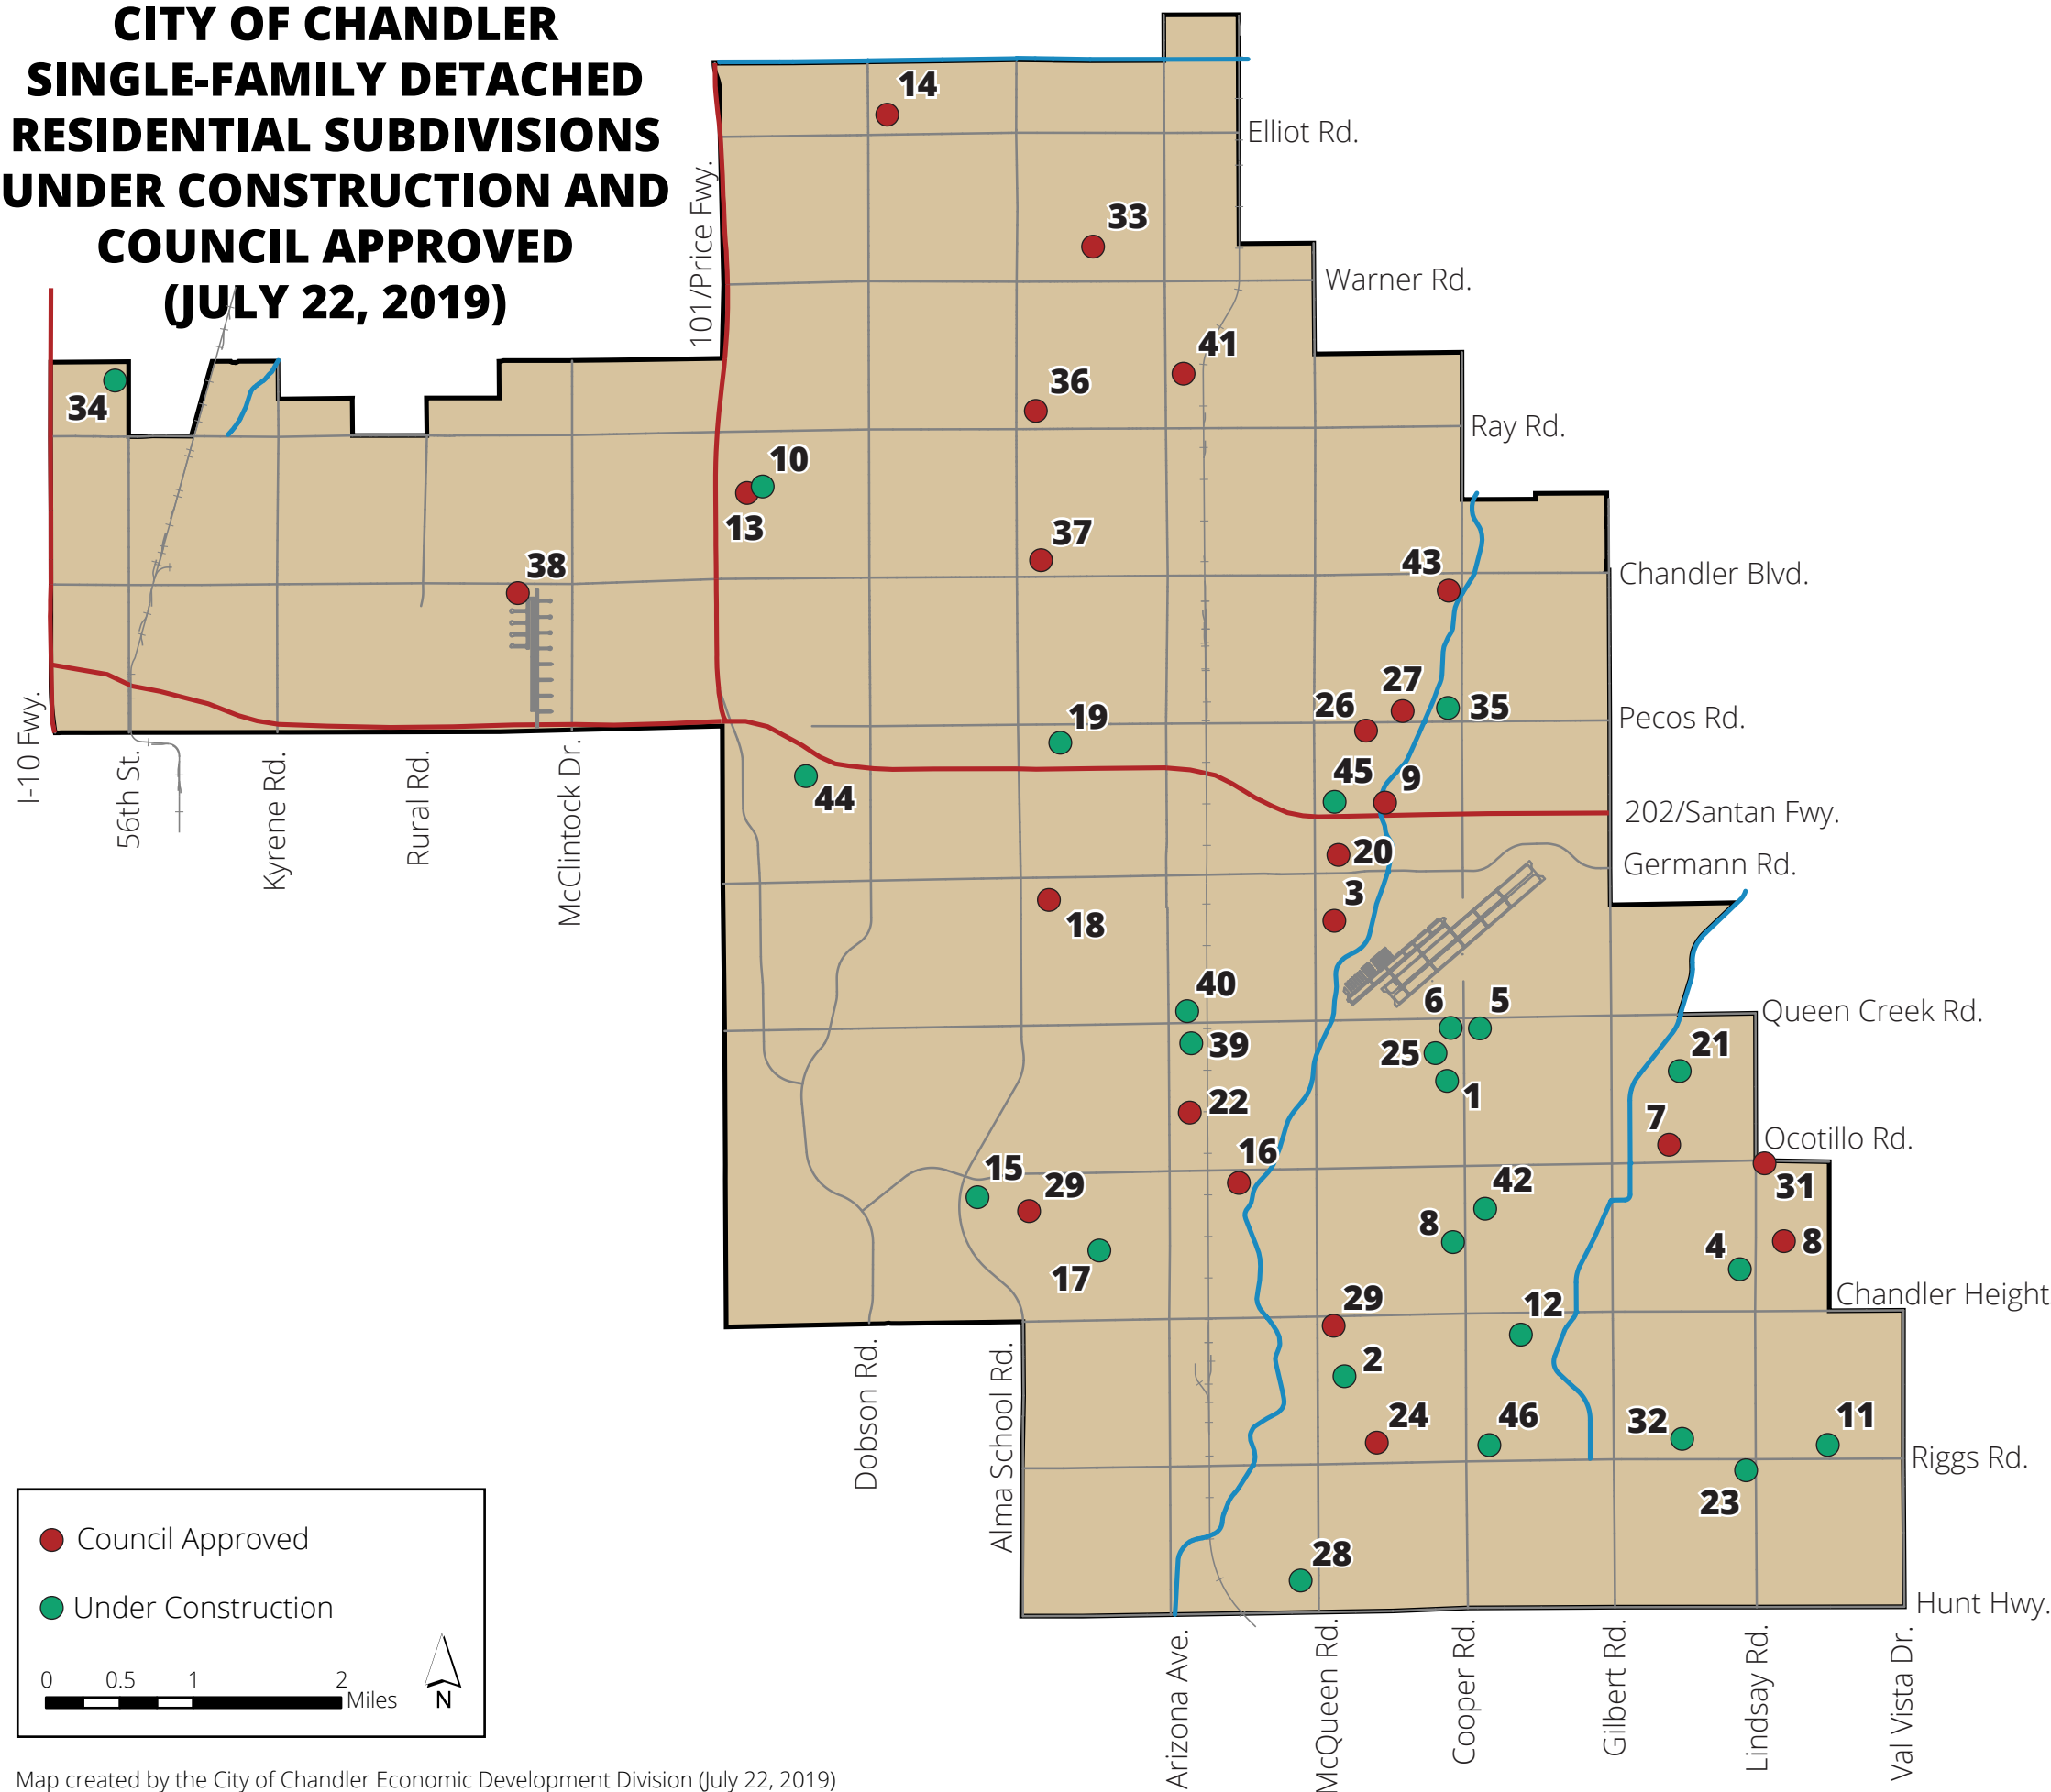 CITY OF CHANDLER
SINGLE-FAMILY DETACHED
RESIDENTIAL SUBDIVISIONS
UNDER CONSTRUCTION AND
COUNCIL APPROVED
(JULY 22, 2019)
14
Elliot Rd.
101/Price Fwy.
33
Warner Rd.
41
36
34
Ray Rd.
10
13
37
38
43
Chandler Blvd.
27
26
35
19
Pecos Rd.
I-10 Fwy.
56th St.
Kyrene Rd.
Rural Rd.
McClintock Dr.
44
45
9
202/Santan Fwy.
20
Germann Rd.
3
18
40
6
5
Queen Creek Rd.
39
25
21
1
22
7
Ocotillo Rd.
16
15
29
42
31
8
8
4
17
Chandler Height
29
12
2
Dobson Rd.
Alma School Rd.
24
46
32
11
Riggs Rd.
23
28
Hunt Hwy.
Arizona Ave.
McQueen Rd.
Cooper Rd.
Gilbert Rd.
Lindsay Rd.
Val Vista Dr.
Council Approved
Under Construction
0 0.5 1 2
Miles
N
Map created by the City of Chandler Economic Development Division (July 22, 2019)